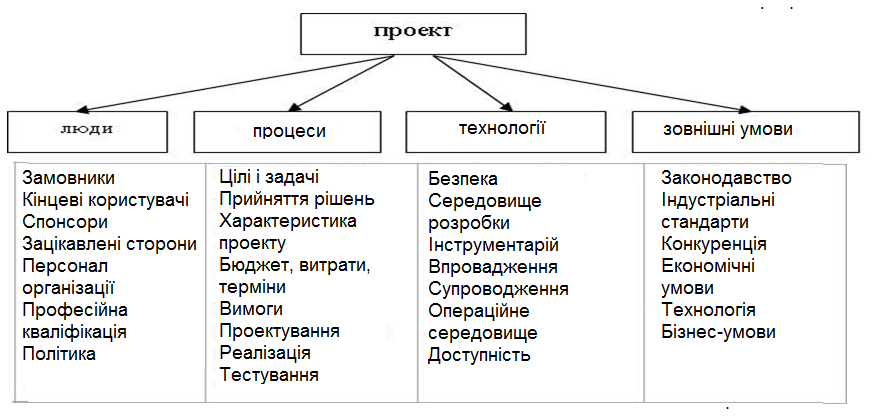 проект
люди
процеси
технології
зовнішні умови
Замовники
Кінцеві користувачі
Спонсори
Зацікавлені сторони
Персонал
організації
Професійна
кваліфікація
Політика
Цілі і задачі
Прийняття рішень
Характеристика
проекту
Бюджет, витрати,
терміни
Вимоги
Проектування
Реалізація
Тестування
Безпека
Середовище
розробки
Інструментарій
Впровадження
Супроводження
Операційне
середовище
Доступність
Законодавство
Індустріальні
стандарти
Конкуренція
Економічні
умови
Технологія
Бізнес-умови